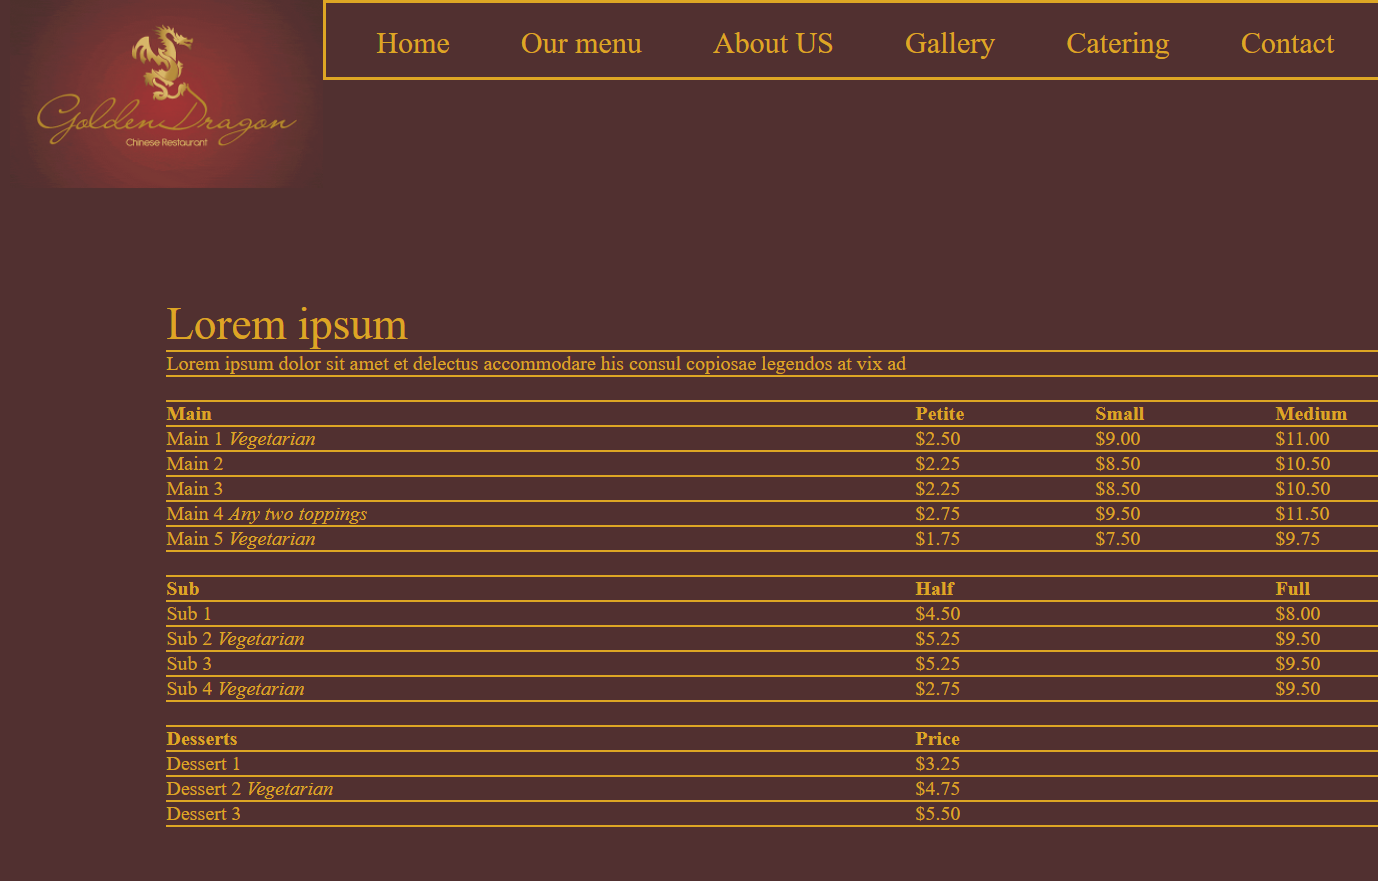 Golden Dragon
Chinese Restaurant
Home Our menu About US Gallery Catering Contact
Lorem ipsum
Lorem ipsum dolor sit amet et delectus accommodare his consul copiosae legendos at vix ad
Main Petite Small Medium
Main 1 Vegetarian $2.50 $9.00 $11.00
Main 2 $2.25 $8.50 $10.50
Main 3 $2.25 $8.50 $10.50
Main 4 Any two toppings $2.75 $9.50 $11.50
Main 5 Vegetarian $1.75 $7.50 $9.75
Sub Half Full
Sub 1 $4.50 $8.00
Sub 2 Vegetarian $5.25 $9.50
Sub 3 $5.25 $9.50
Sub 4 Vegetarian $2.75 $9.50
Desserts Price
Dessert 1 $3.25
Dessert 2 Vegetarian $4.75
Dessert 3 $5.50